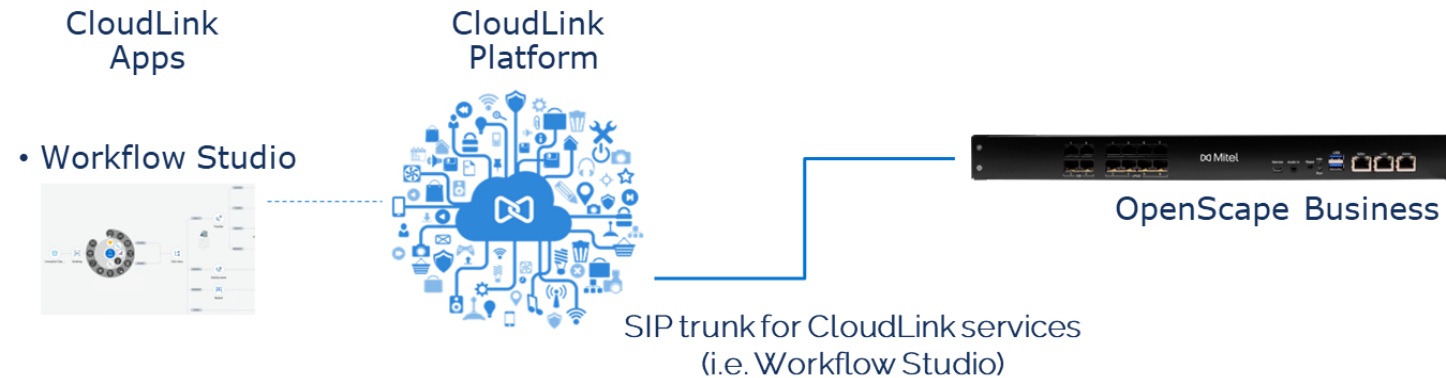 CloudLink
Apps
CloudLink
Platform
• Workflow Studio
Mitel
OpenScape Business
SIP trunk for CloudLink services
(i.e. Workflow Studio)